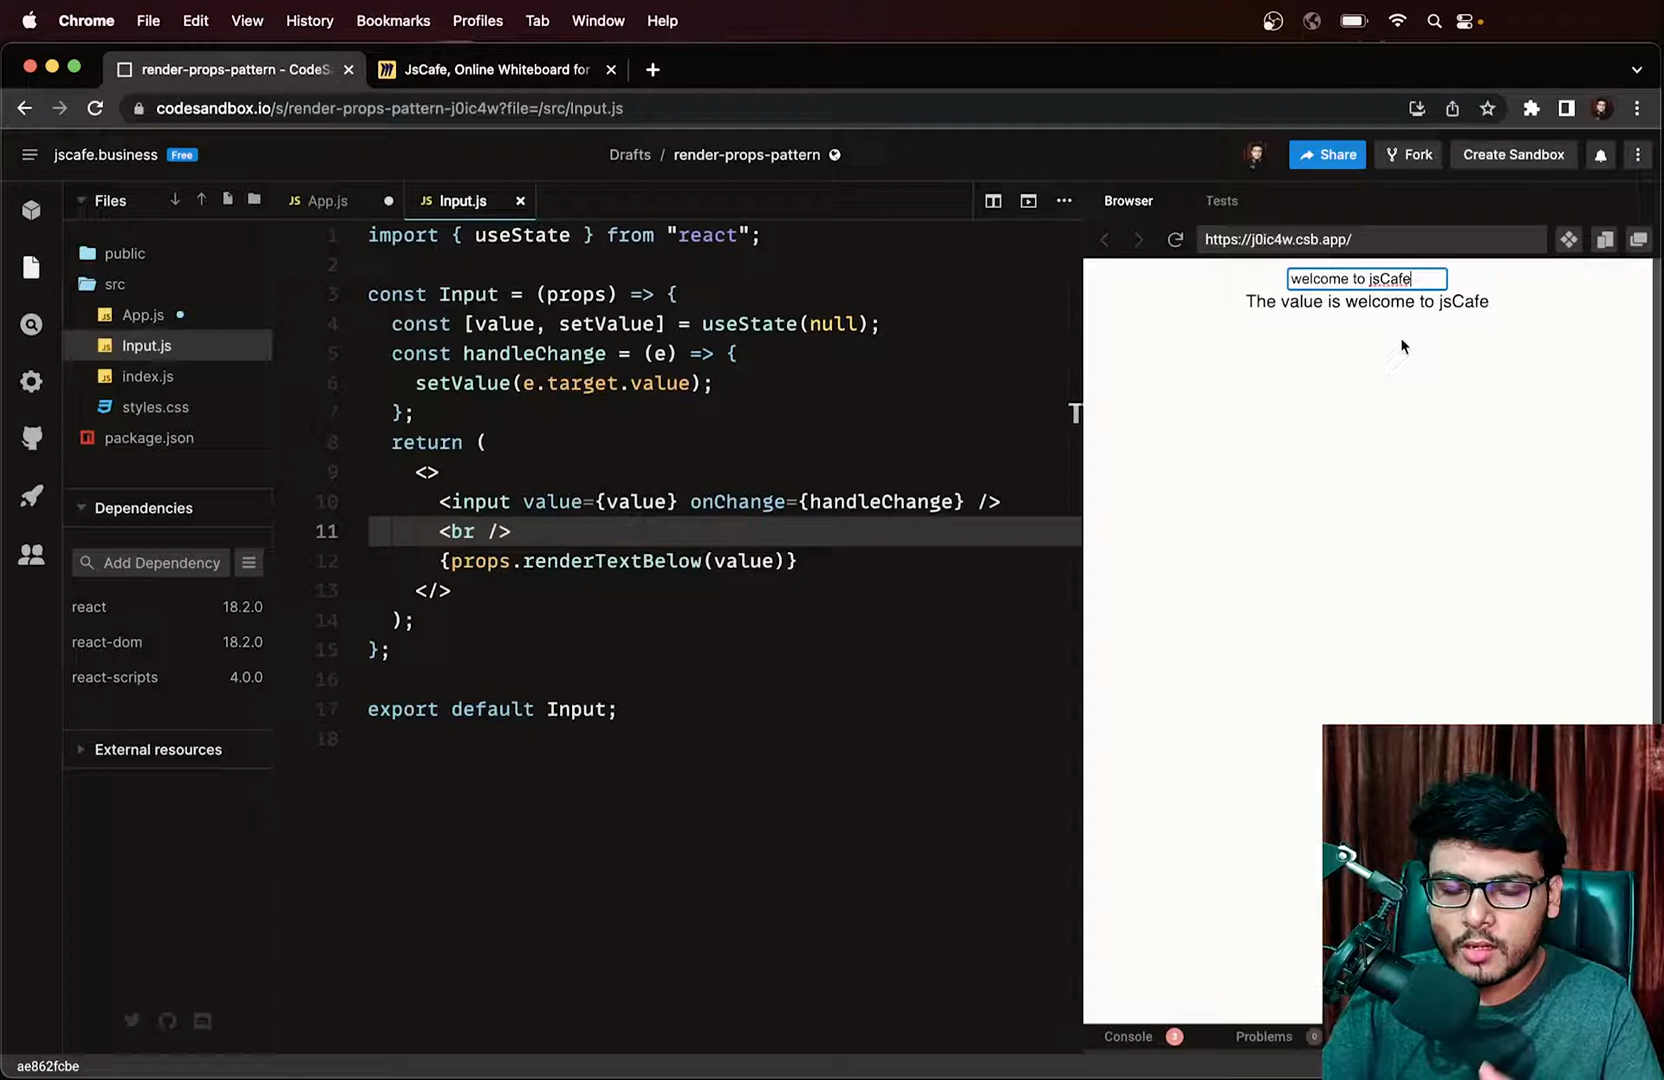 Chrome File Edit View History Bookmarks Profiles Tab Window Help
render-props-pattern - CodeS
JsCafe, Online Whiteboard for
codesandbox.io/s/render-props-pattern-j0ic4w?file=/src/Input.js
jscafe.business Free
Drafts / render-props-pattern
Share Fork Create Sandbox
Files
JS App.js
JS Input.js
Browser Tests
https://j0ic4w.csb.app/
public
src
JS App.js
JS Input.js
JS index.js
styles.css
package.json
Dependencies
Add Dependency
react 18.2.0
react-dom 18.2.0
react-scripts 4.0.0
External resources
1 import { useState } from "react";
2
3 const Input = (props) => {
4 const [value, setValue] = useState(null);
5 const handleChange = (e) => {
6 setValue(e.target.value);
7 };
8 return (
9 <>
10 <input value={value} onChange={handleChange} />
11 <br />
12 {props.renderTextBelow(value)}
13 </>
14 );
15 };
16
17 export default Input;
18
T
welcome to jsCafe
The value is welcome to jsCafe
Console 3 Problems 0
ae862fcbe